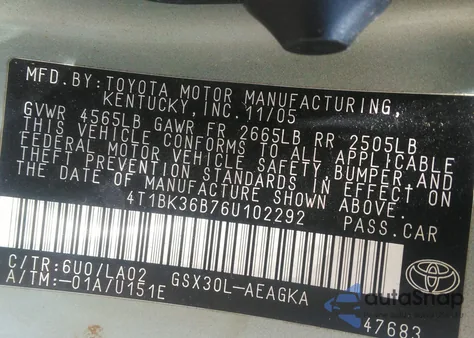 MFD.BY:TOYOTA MOTOR MANUFACTURING,
KENTUCKY,INC.11/05
GVWR 4565LB GAWR FR 2665LB RR 2505LB
THIS VEHICLE CONFORMS TO ALL APPLICABLE
FEDERAL MOTOR VEHICLE SAFETY,BUMPER AND
THEFT PREVENTION STANDARDS IN EFFECT ON
THE DATE OF MANUFACTURE SHOWN ABOVE.
4T1BK36B76U102292 PASS.CAR
C/TR:6U0/LA02 GSX30L-AEAGKA
A/TM:-01A/U151E
TOYOTA
47683
autoSnap